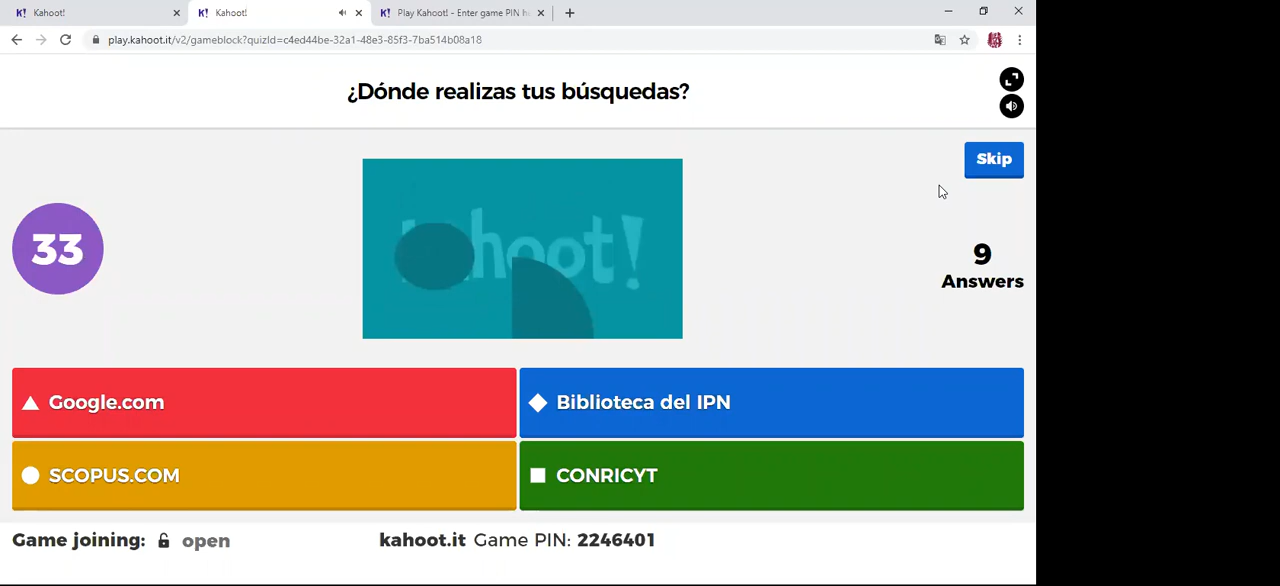 Kahoot!
Kahoot!
Play Kahoot! - Enter game PIN h
play.kahoot.it/v2/gameblock?quizId=c4ed44be-32a1-48e3-85f3-7ba514b08a18
¿Dónde realizas tus búsquedas?
Skip
33
Kahoot!
9
Answers
Google.com
Biblioteca del IPN
SCOPUS.COM
CONRICYT
Game joining: open
kahoot.it Game PIN: 2246401